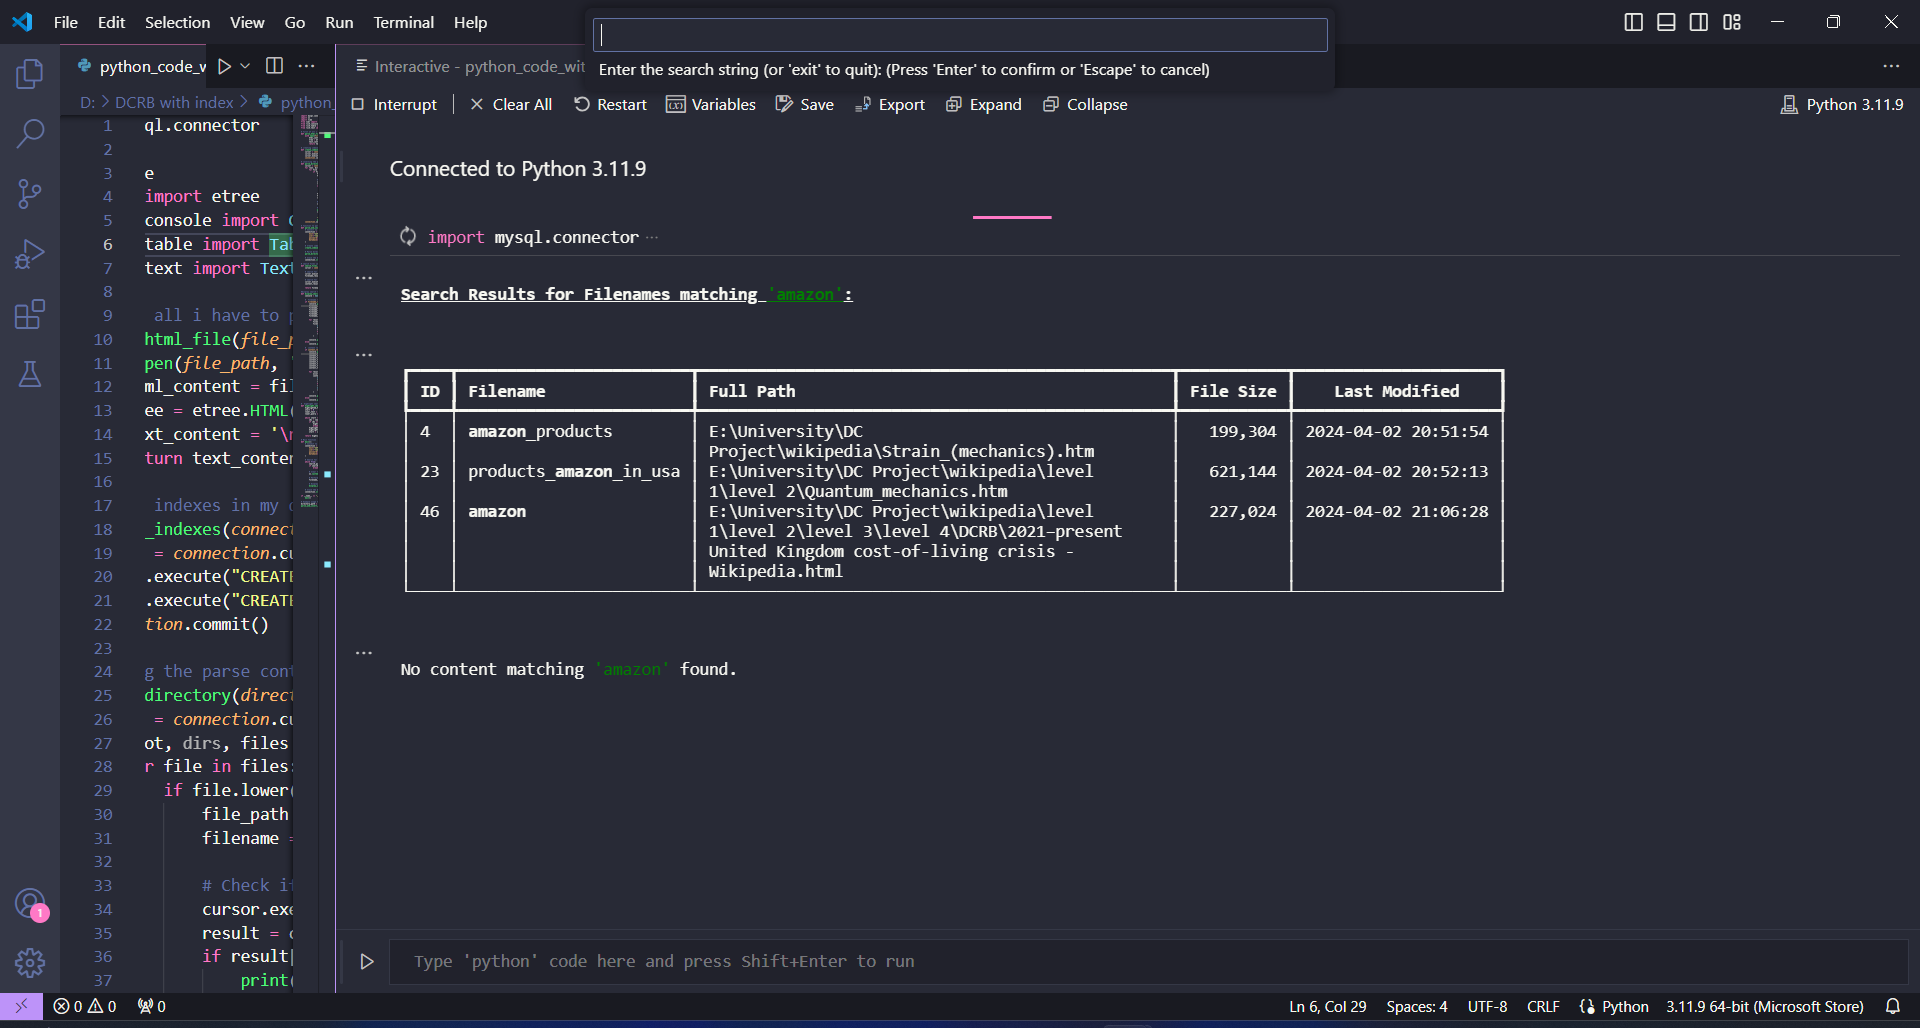 File Edit Selection View Go Run Terminal Help
Enter the search string (or 'exit' to quit): (Press 'Enter' to confirm or 'Escape' to cancel)
python_code_w
Interactive - python_code_wit
D: > DCRB with index > python_
Interrupt Clear All Restart Variables Save Export Expand Collapse Python 3.11.9
1 ql.connector
2
3 e
4 import etree
5 console import
6 table import Tab
7 text import Text
8
9 all i have to
10 html_file(file_p
11 pen(file_path,
12 ml_content = fil
13 ee = etree.HTML(
14 xt_content = '\n
15 turn text_conten
16
17 indexes in my
18 _indexes(connect
19 = connection.cu
20 .execute("CREATE
21 .execute("CREATE
22 tion.commit()
23
24 g the parse cont
25 directory(direct
26 = connection.cu
27 ot, dirs, files
28 r file in files:
29 if file.lower(
30 file_path
31 filename =
32
33 # Check if
34 cursor.exe
35 result = c
36 if result
37 print(
Connected to Python 3.11.9
import mysql.connector ...
Search Results for Filenames matching 'amazon':
ID Filename Full Path File Size Last Modified
4 amazon_products E:\University\DC 199,304 2024-04-02 20:51:54
Project\wikipedia\Strain_(mechanics).htm
23 products_amazon_in_usa E:\University\DC Project\wikipedia\level 621,144 2024-04-02 20:52:13
1\level 2\Quantum_mechanics.htm
46 amazon E:\University\DC Project\wikipedia\level 227,024 2024-04-02 21:06:28
1\level 2\level 3\level 4\DCRB\2021–present
United Kingdom cost-of-living crisis -
Wikipedia.html
No content matching 'amazon' found.
Type 'python' code here and press Shift+Enter to run
1
0 0 0 Ln 6, Col 29 Spaces: 4 UTF-8 CRLF Python 3.11.9 64-bit (Microsoft Store)